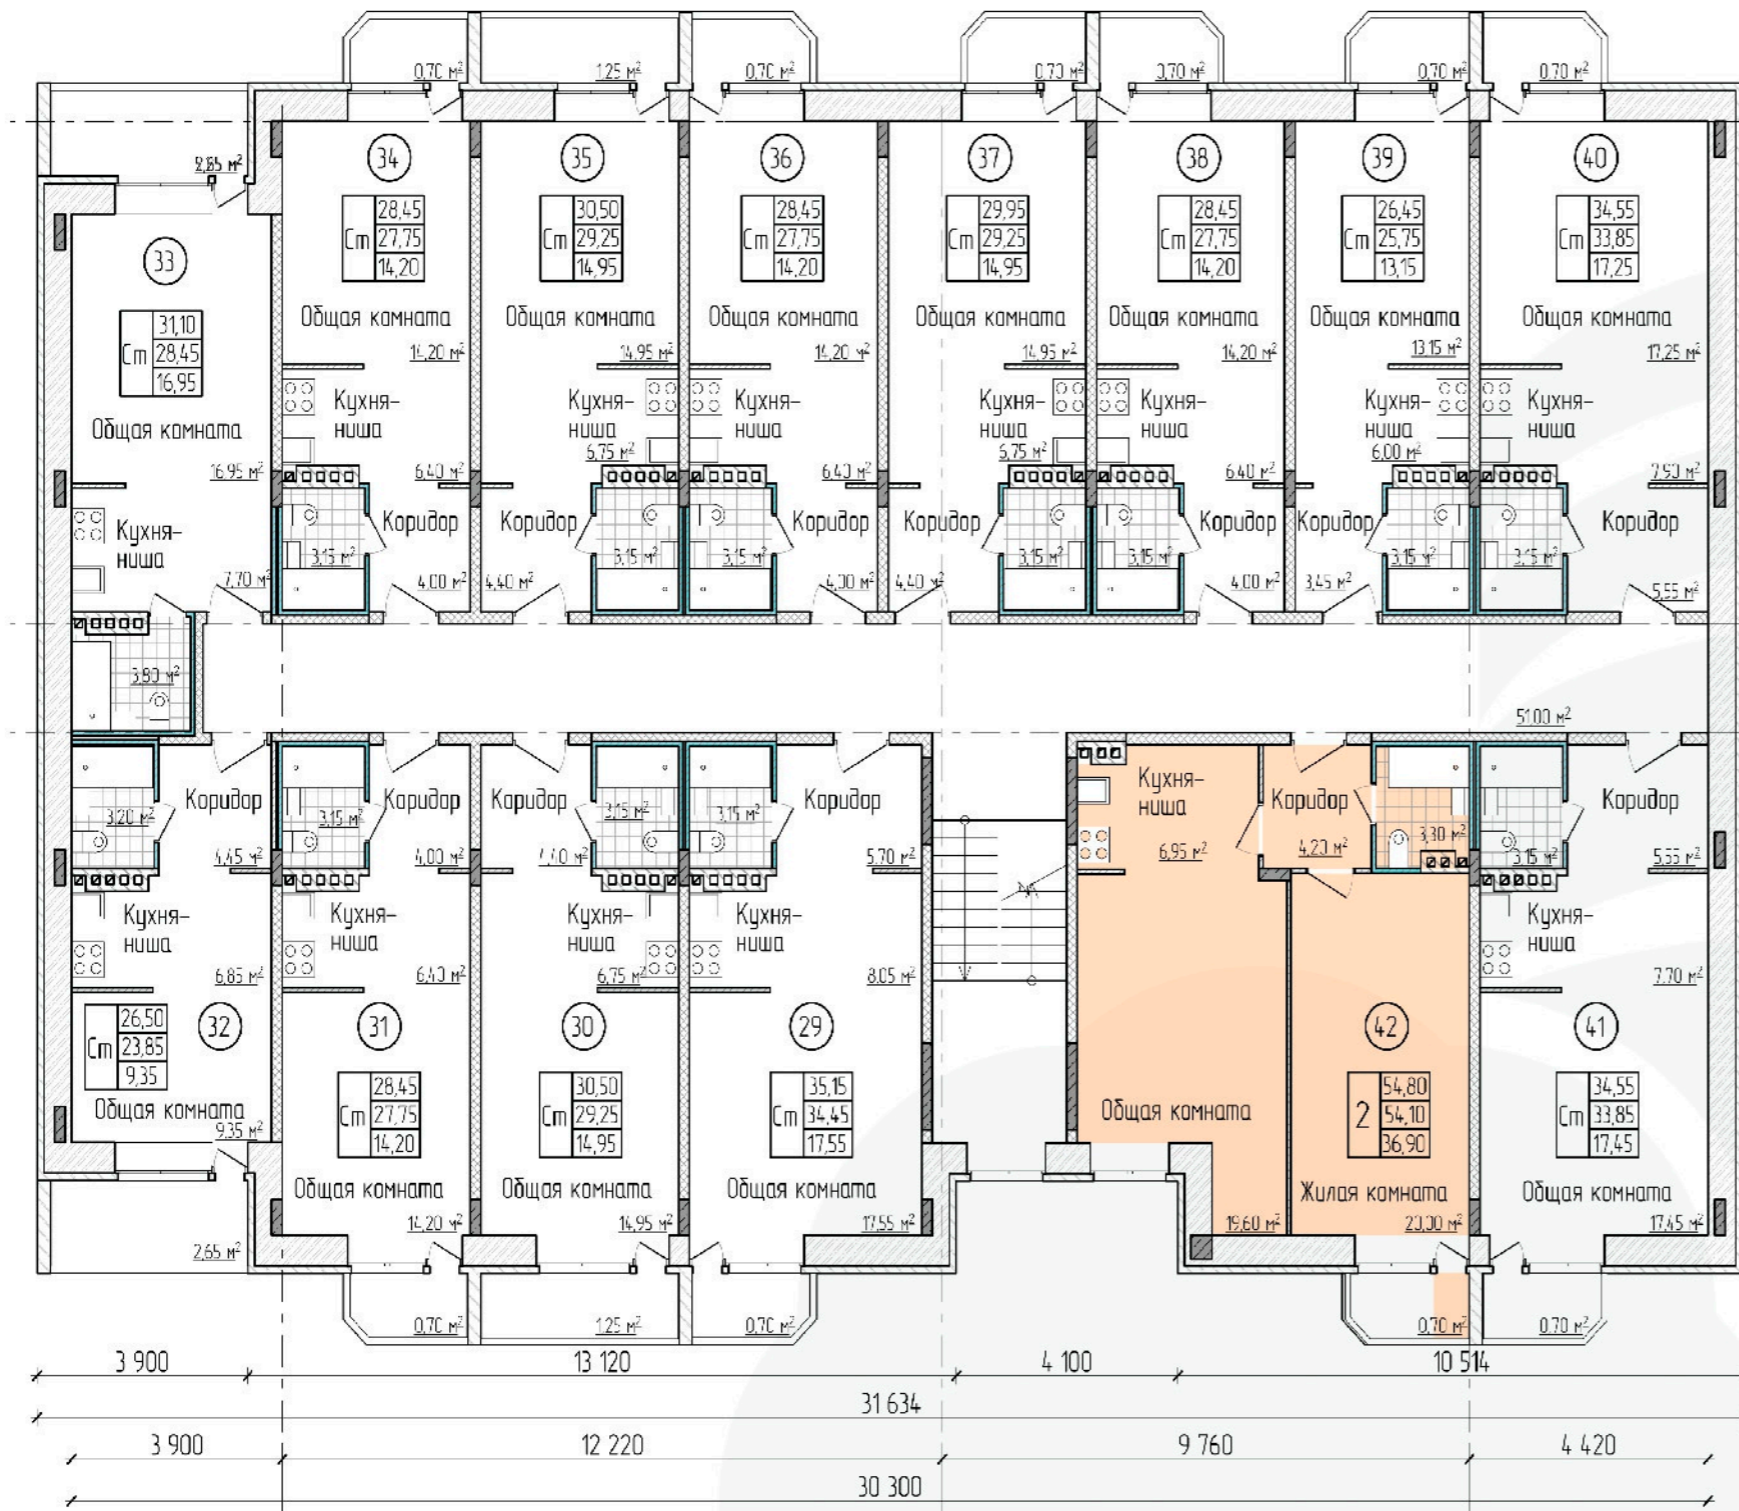 0,70 м²
1,25 м²
0,70 м²
0,70 м²
0,70 м²
0,70 м²
0,70 м²
34
35
36
37
38
39
40
28,45
Ст 27,75
14,20
30,50
Ст 29,25
14,95
28,45
Ст 27,75
14,20
29,95
Ст 29,25
14,95
28,45
Ст 27,75
14,20
26,45
Ст 25,75
13,15
34,55
Ст 33,85
17,25
33
31,10
Ст 28,45
16,95
Общая комната
16,95 м²
Кухня-
ниша
7,70 м²
3,80 м²
Общая комната
14,20 м²
Кухня-
ниша
6,40 м²
Коридор
3,15 м²
4,00 м²
Общая комната
14,95 м²
Кухня-
ниша
6,75 м²
Коридор
3,15 м²
4,40 м²
Общая комната
14,20 м²
Кухня-
ниша
6,40 м²
Коридор
3,15 м²
4,00 м²
Общая комната
14,95 м²
Кухня-
ниша
6,75 м²
Коридор
3,15 м²
4,40 м²
Общая комната
14,20 м²
Кухня-
ниша
6,40 м²
Коридор
3,15 м²
4,00 м²
Общая комната
13,15 м²
Кухня-
ниша
6,00 м²
Коридор
3,15 м²
3,45 м²
Общая комната
17,25 м²
Кухня-
ниша
7,90 м²
Коридор
3,15 м²
5,55 м²
51,00 м²
Коридор
3,20 м²
4,45 м²
Кухня-
ниша
6,85 м²
32
26,50
Ст 23,85
9,35
Общая комната
9,35 м²
2,65 м²
Коридор
3,15 м²
4,00 м²
Кухня-
ниша
6,40 м²
31
28,45
Ст 27,75
14,20
Общая комната
14,20 м²
0,70 м²
Коридор
3,15 м²
4,40 м²
Кухня-
ниша
6,75 м²
30
30,50
Ст 29,25
14,95
Общая комната
14,95 м²
1,25 м²
Коридор
3,15 м²
5,70 м²
Кухня-
ниша
8,05 м²
29
35,15
Ст 34,45
17,55
Общая комната
17,55 м²
0,70 м²
Кухня-
ниша
6,95 м²
Коридор
4,20 м²
3,30 м²
42
54,80
2 54,10
36,90
Общая комната
19,60 м²
Жилая комната
20,00 м²
0,70 м²
Коридор
3,15 м²
5,55 м²
Кухня-
ниша
7,70 м²
41
34,55
Ст 33,85
17,45
Общая комната
17,45 м²
0,70 м²
3 900
13 120
4 100
10 514
31 634
3 900
12 220
9 760
4 420
30 300